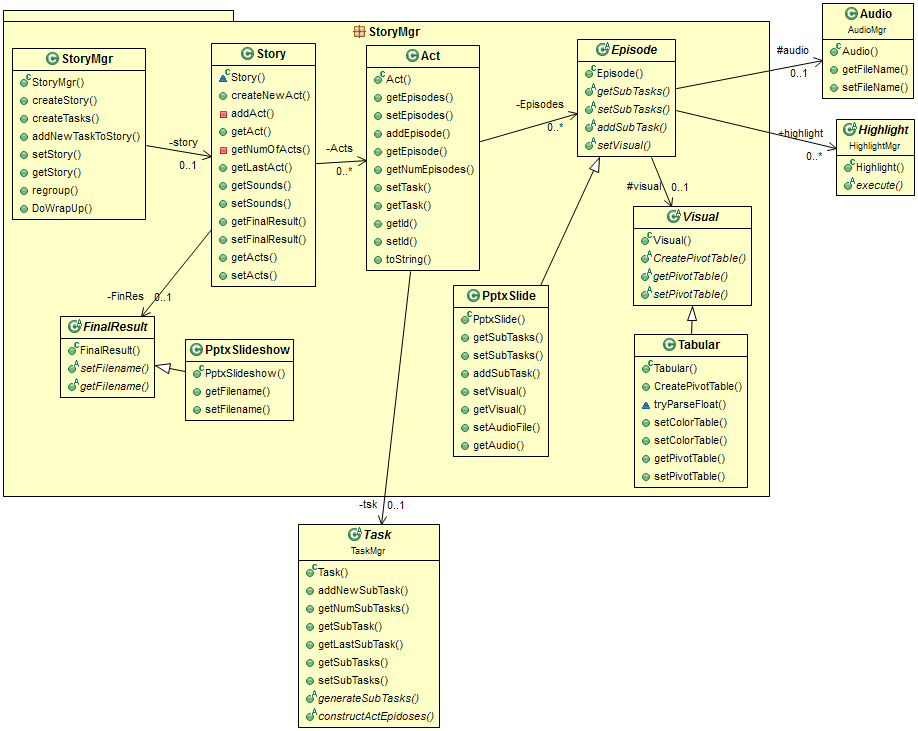 StoryMgr
StoryMgr
StoryMgr()
createStory()
createTasks()
addNewTaskToStory()
setStory()
getStory()
regroup()
DoWrapUp()
-story
0..1
Story
Story()
createNewAct()
addAct()
getAct()
getNumOfActs()
getLastAct()
getSounds()
setSounds()
getFinalResult()
setFinalResult()
getActs()
setActs()
-Acts
0..*
Act
Act()
getEpisodes()
setEpisodes()
addEpisode()
getEpisode()
getNumEpisodes()
setTask()
getTask()
getId()
setId()
toString()
-Episodes
0..*
Episode
Episode()
getSubTasks()
setSubTasks()
addSubTask()
setVisual()
#audio
0..1
Audio
AudioMgr
Audio()
getFileName()
setFileName()
+highlight
0..*
Highlight
HighlightMgr
Highlight()
execute()
#visual
0..1
Visual
Visual()
CreatePivotTable()
getPivotTable()
setPivotTable()
-FinRes
0..1
FinalResult
FinalResult()
setFilename()
getFilename()
PptxSlideshow
PptxSlideshow()
getFilename()
setFilename()
PptxSlide
PptxSlide()
getSubTasks()
setSubTasks()
addSubTask()
setVisual()
getVisual()
setAudioFile()
getAudio()
Tabular
Tabular()
CreatePivotTable()
tryParseFloat()
setColorTable()
setColorTable()
getPivotTable()
setPivotTable()
-tsk
0..1
Task
TaskMgr
Task()
addNewSubTask()
getNumSubTasks()
getSubTask()
getLastSubTask()
getSubTasks()
setSubTasks()
generateSubTasks()
constructActEpidoses()